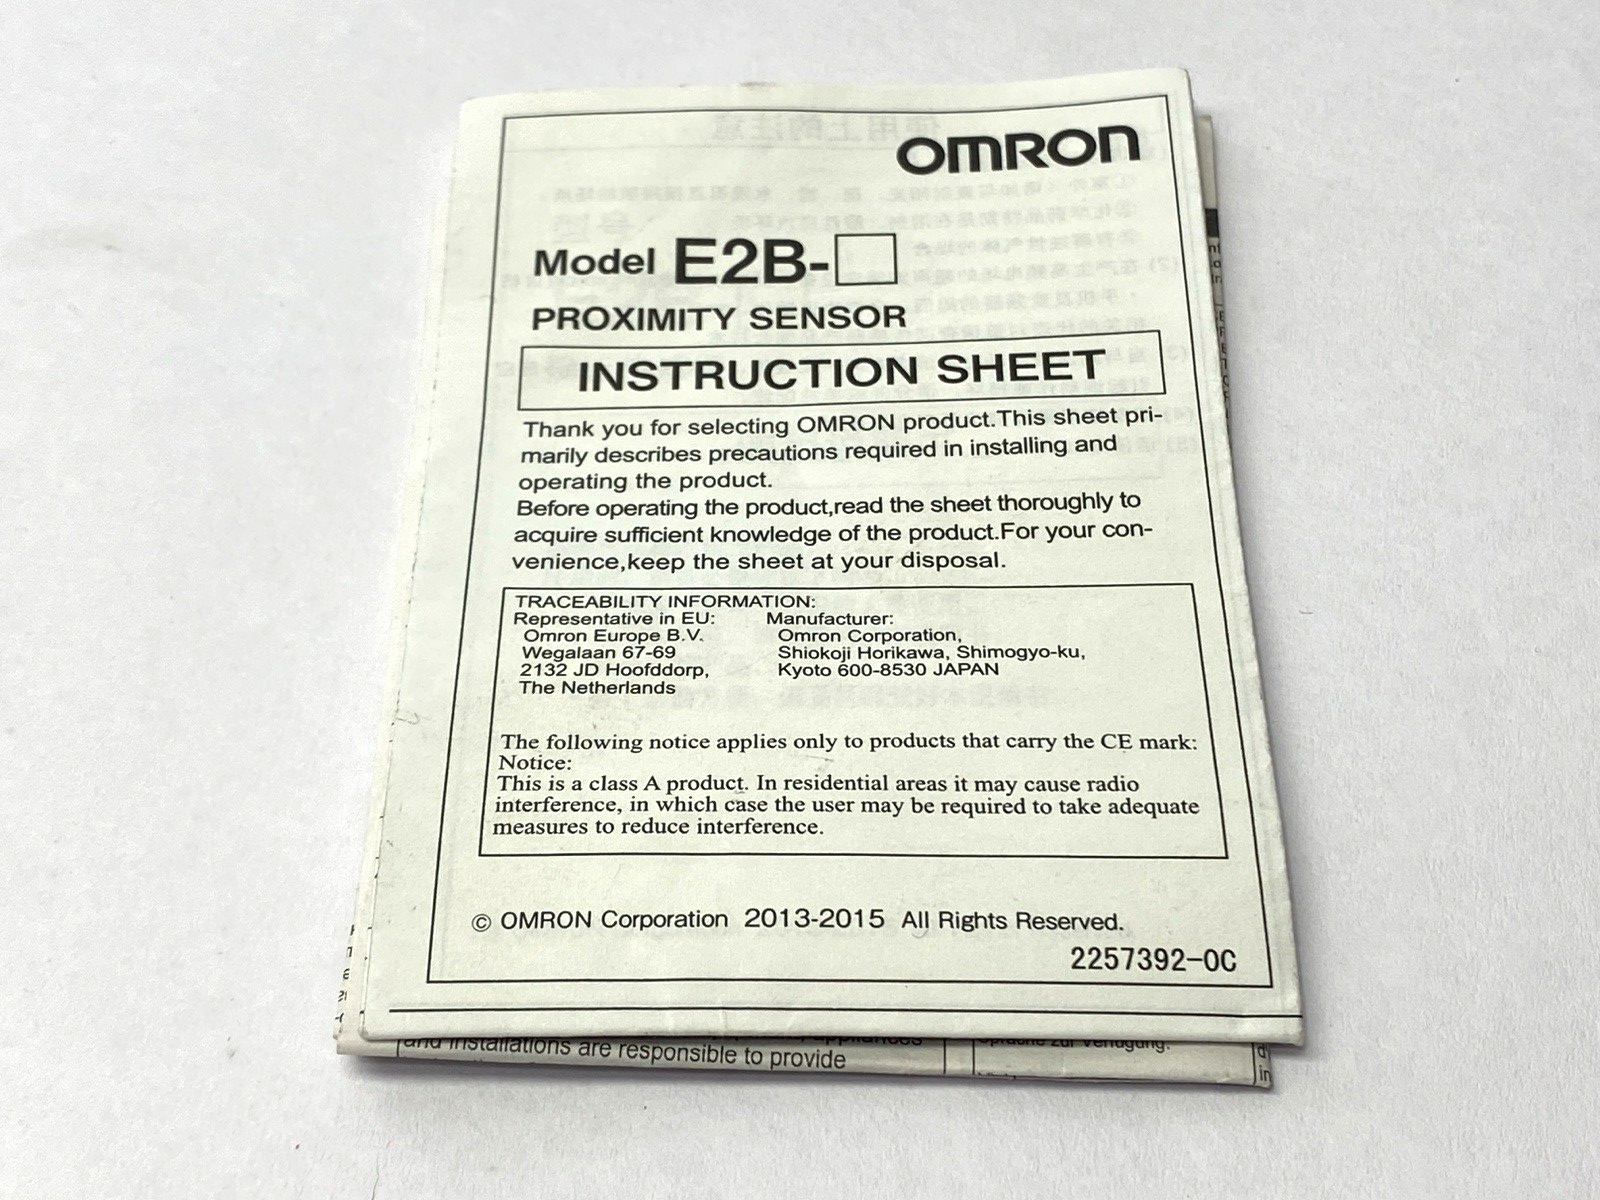 OMRON
Model E2B-□
PROXIMITY SENSOR
INSTRUCTION SHEET
Thank you for selecting OMRON product.This sheet pri-
marily describes precautions required in installing and
operating the product.
Before operating the product,read the sheet thoroughly to
acquire sufficient knowledge of the product.For your con-
venience,keep the sheet at your disposal.
TRACEABILITY INFORMATION:
Representative in EU: Manufacturer:
Omron Europe B.V. Omron Corporation,
Wegalaan 67-69 Shiokoji Horikawa, Shimogyo-ku,
2132 JD Hoofddorp, Kyoto 600-8530 JAPAN
The Netherlands
The following notice applies only to products that carry the CE mark:
Notice:
This is a class A product. In residential areas it may cause radio
interference, in which case the user may be required to take adequate
measures to reduce interference.
© OMRON Corporation 2013-2015 All Rights Reserved.
2257392-0C
and installations are responsible to provide
Sprache zur Verfügung.